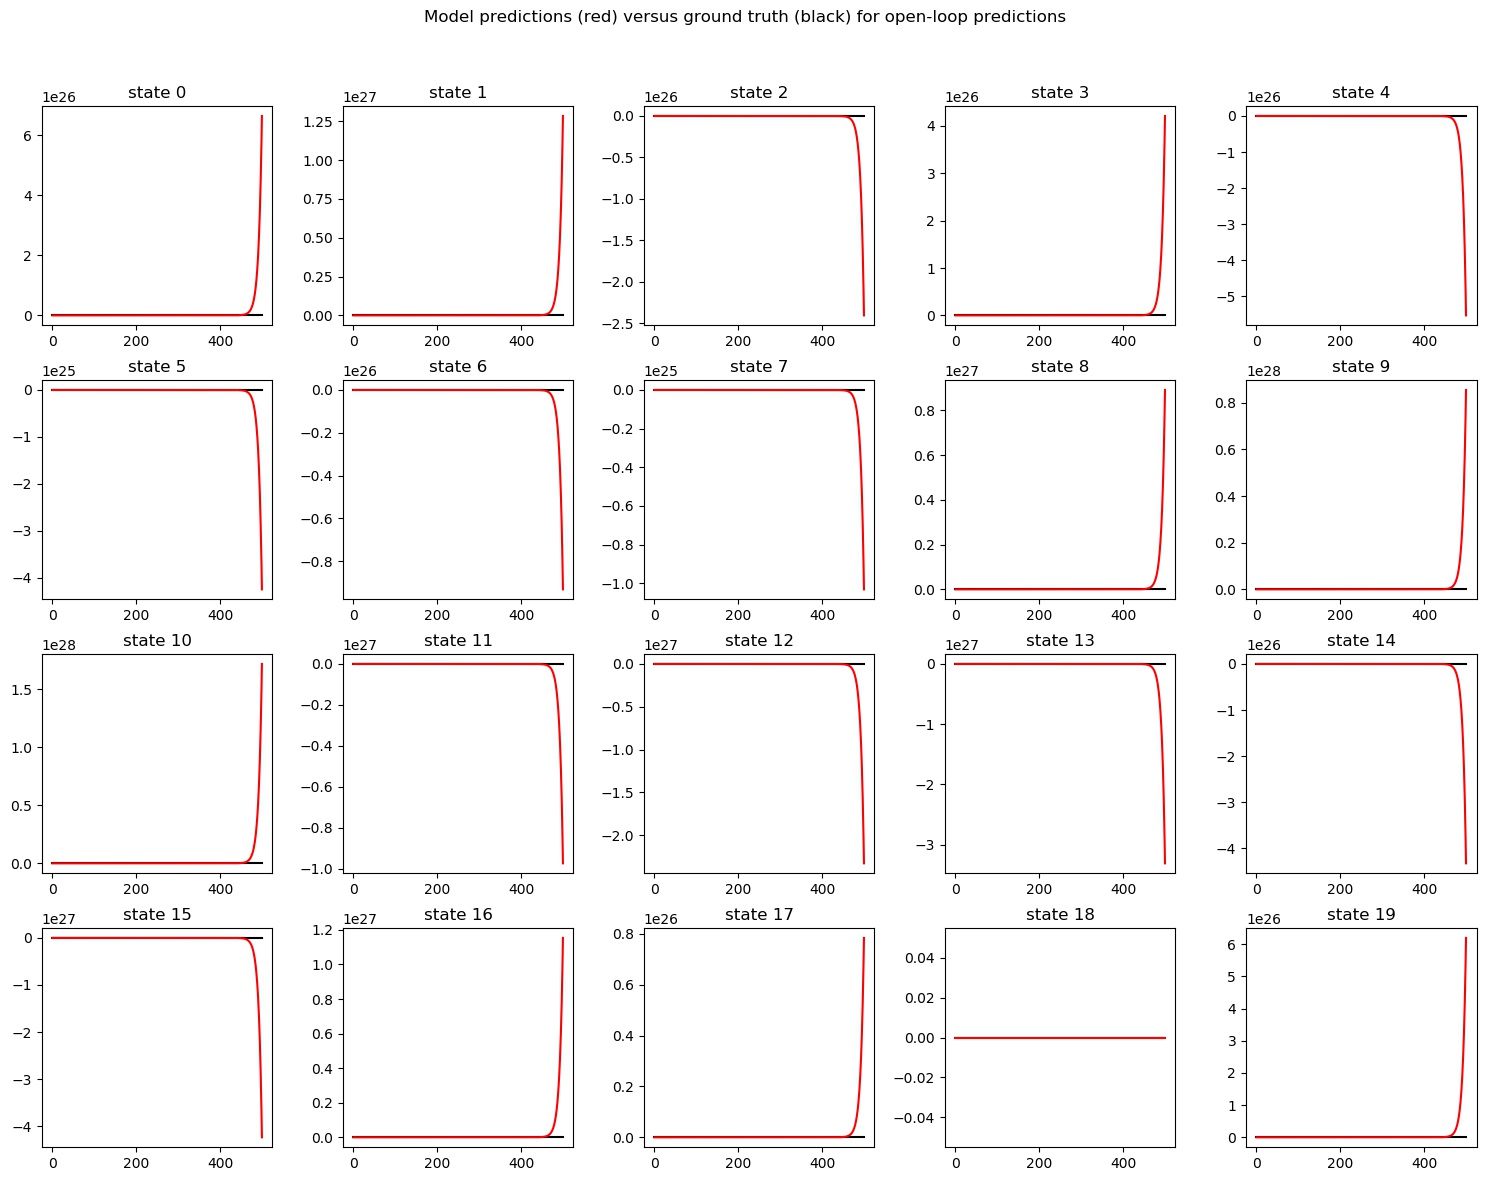 Model predictions (red) versus ground truth (black) for open-loop predictions
state 0 state 1 state 2 state 3 state 4
1e26 1e27 1e26 1e26 1e26
6 4 2 0
1.25 1.00 0.75 0.50 0.25 0.00
0.0 −0.5 −1.0 −1.5 −2.0 −2.5
4 3 2 1 0
0 −1 −2 −3 −4 −5
0 200 400 0 200 400 0 200 400 0 200 400 0 200 400
state 5 state 6 state 7 state 8 state 9
1e25 1e26 1e25 1e27 1e28
0 −1 −2 −3 −4
0.0 −0.2 −0.4 −0.6 −0.8
0.0 −0.2 −0.4 −0.6 −0.8 −1.0
0.8 0.6 0.4 0.2 0.0
0.8 0.6 0.4 0.2 0.0
0 200 400 0 200 400 0 200 400 0 200 400 0 200 400
state 10 state 11 state 12 state 13 state 14
1e28 1e27 1e27 1e27 1e26
1.5 1.0 0.5 0.0
0.0 −0.2 −0.4 −0.6 −0.8 −1.0
0.0 −0.5 −1.0 −1.5 −2.0
0 −1 −2 −3
0 −1 −2 −3 −4
0 200 400 0 200 400 0 200 400 0 200 400 0 200 400
state 15 state 16 state 17 state 18 state 19
1e27 1e27 1e26 1e26
0 −1 −2 −3 −4
1.2 1.0 0.8 0.6 0.4 0.2 0.0
0.8 0.6 0.4 0.2 0.0
0.04 0.02 0.00 −0.02 −0.04
6 5 4 3 2 1 0
0 200 400 0 200 400 0 200 400 0 200 400 0 200 400